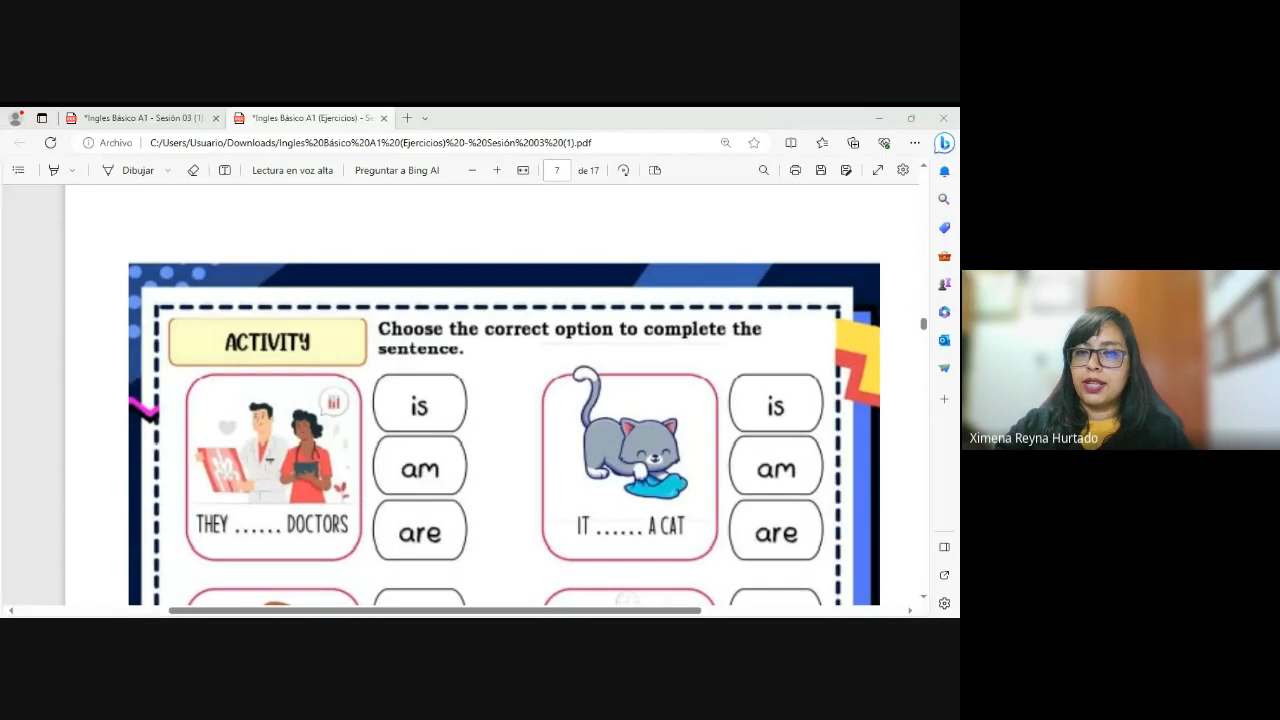 *Ingles Básico A1 - Sesión 03 (1)
*Ingles Básico A1 (Ejercicios) - Se
Archivo
C:/Users/Usuario/Downloads/Ingles%20Básico%20A1%20(Ejercicios)%20-%20Sesión%2003%20(1).pdf
Dibujar
Lectura en voz alta
Preguntar a Bing AI
7
de 17
ACTIVITY
Choose the correct option to complete the
sentence.
is
am
are
THEY ...... DOCTORS
is
am
are
IT ...... A CAT
Ximena Reyna Hurtado